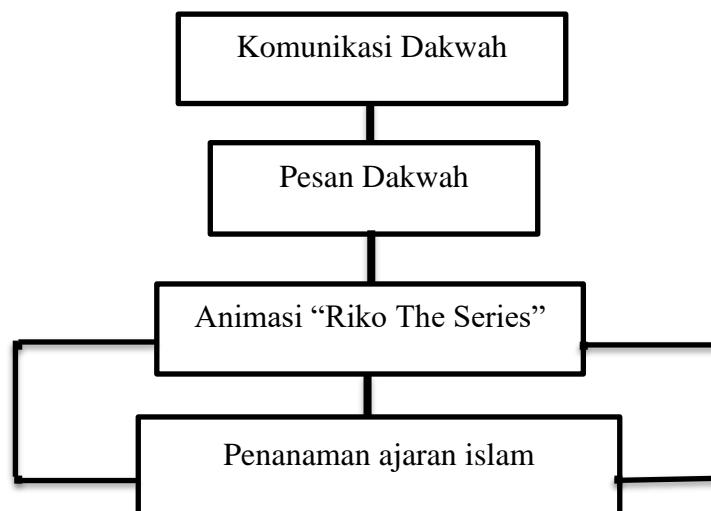 Komunikasi Dakwah
Pesan Dakwah
Animasi “Riko The Series”
Penanaman ajaran islam